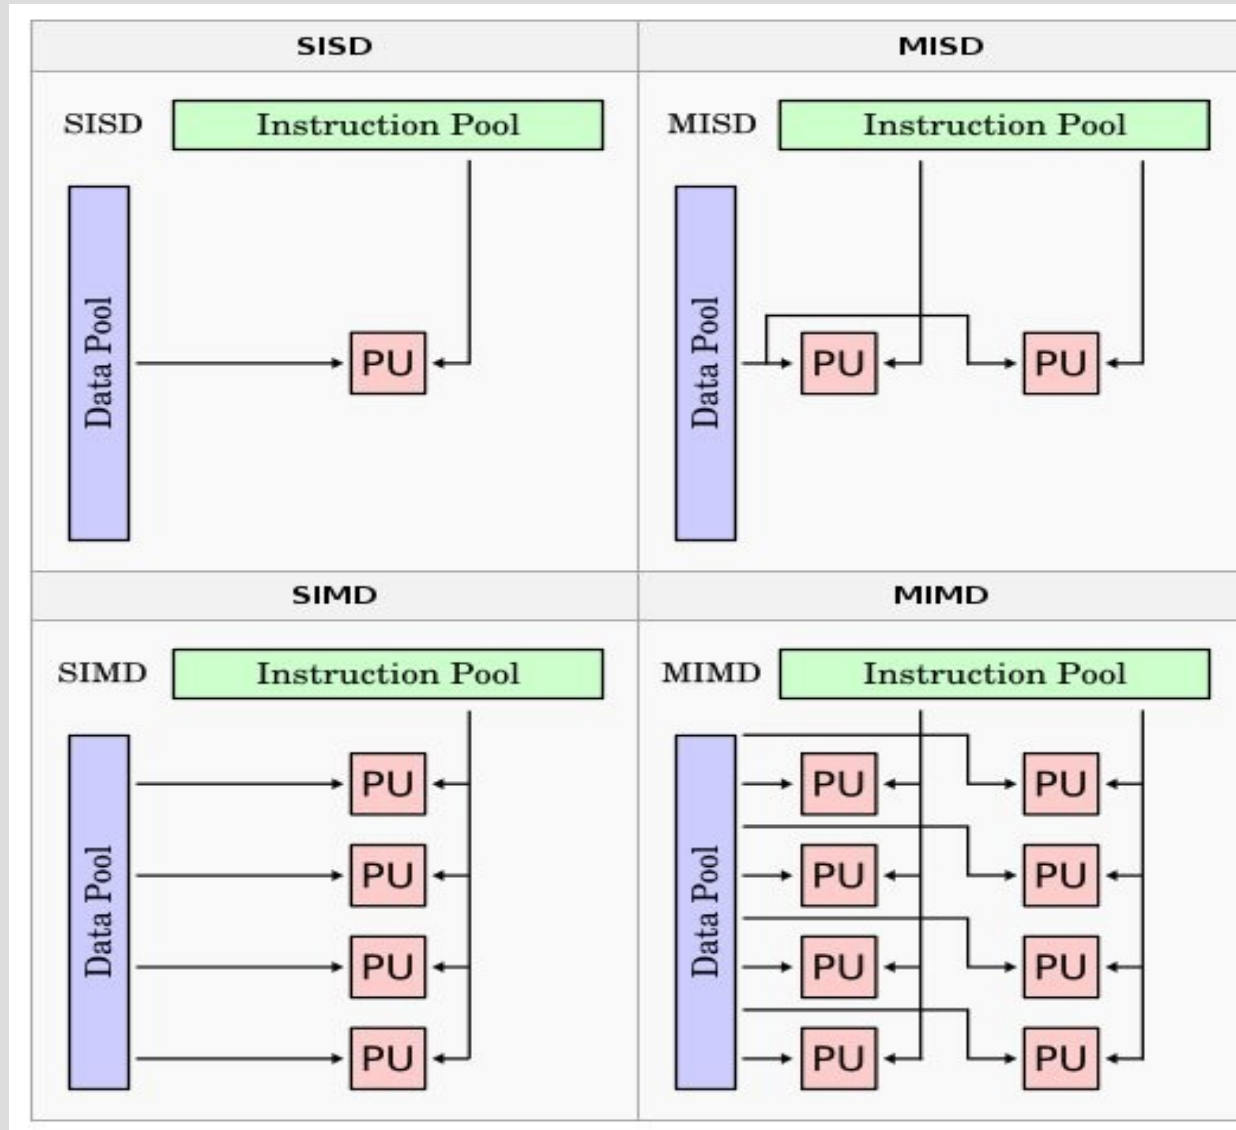 SISD
MISD
SISD
Instruction Pool
Data Pool
PU
MISD
Instruction Pool
Data Pool
PU
PU
SIMD
MIMD
SIMD
Instruction Pool
Data Pool
PU
PU
PU
PU
MIMD
Instruction Pool
Data Pool
PU
PU
PU
PU
PU
PU
PU
PU